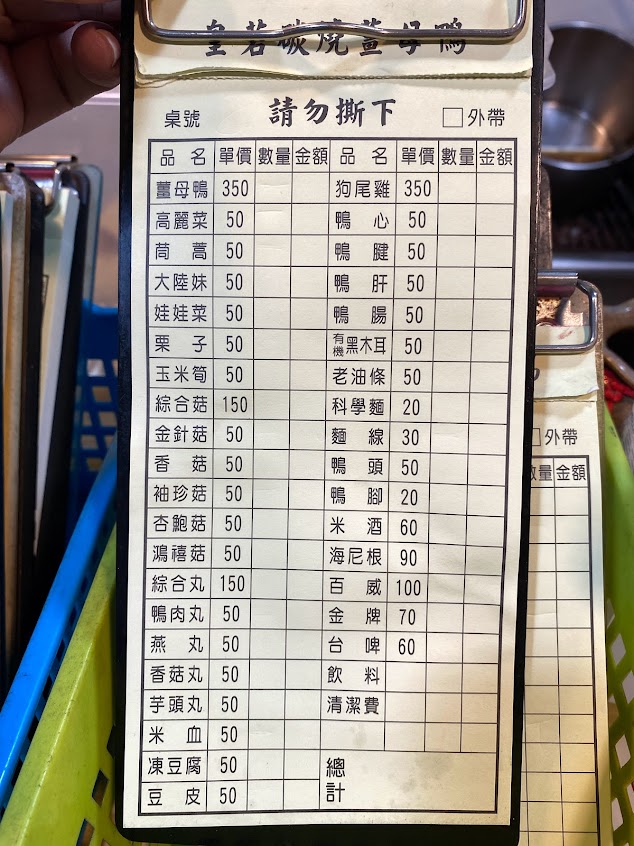 皇若碳燒薑母鴨
桌號 請勿撕下 □外帶
品名 單價 數量 金額 品名 單價 數量 金額
薑母鴨 350 狗尾雞 350
高麗菜 50 鴨心 50
茼蒿 50 鴨腱 50
大陸妹 50 鴨肝 50
娃娃菜 50 鴨腸 50
栗子 50 有機黑木耳 50
玉米筍 50 老油條 50
綜合菇 150 科學麵 20
金針菇 50 麵線 30
香菇 50 鴨頭 50
袖珍菇 50 鴨腳 20
杏鮑菇 50 米酒 60
鴻禧菇 50 海尼根 90
綜合丸 150 百威 100
鴨肉丸 50 金牌 70
燕丸 50 台啤 60
香菇丸 50 飲料
芋頭丸 50 清潔費
米血 50
凍豆腐 50 總計
豆皮 50
外帶
數量 金額